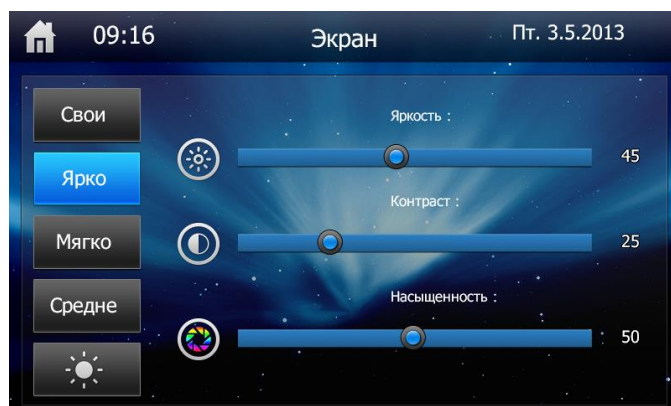 09:16 Экран Пт. 3.5.2013
Свои
Яркость :
45
Ярко
Контраст :
Мягко
25
Насыщенность :
Средне
50